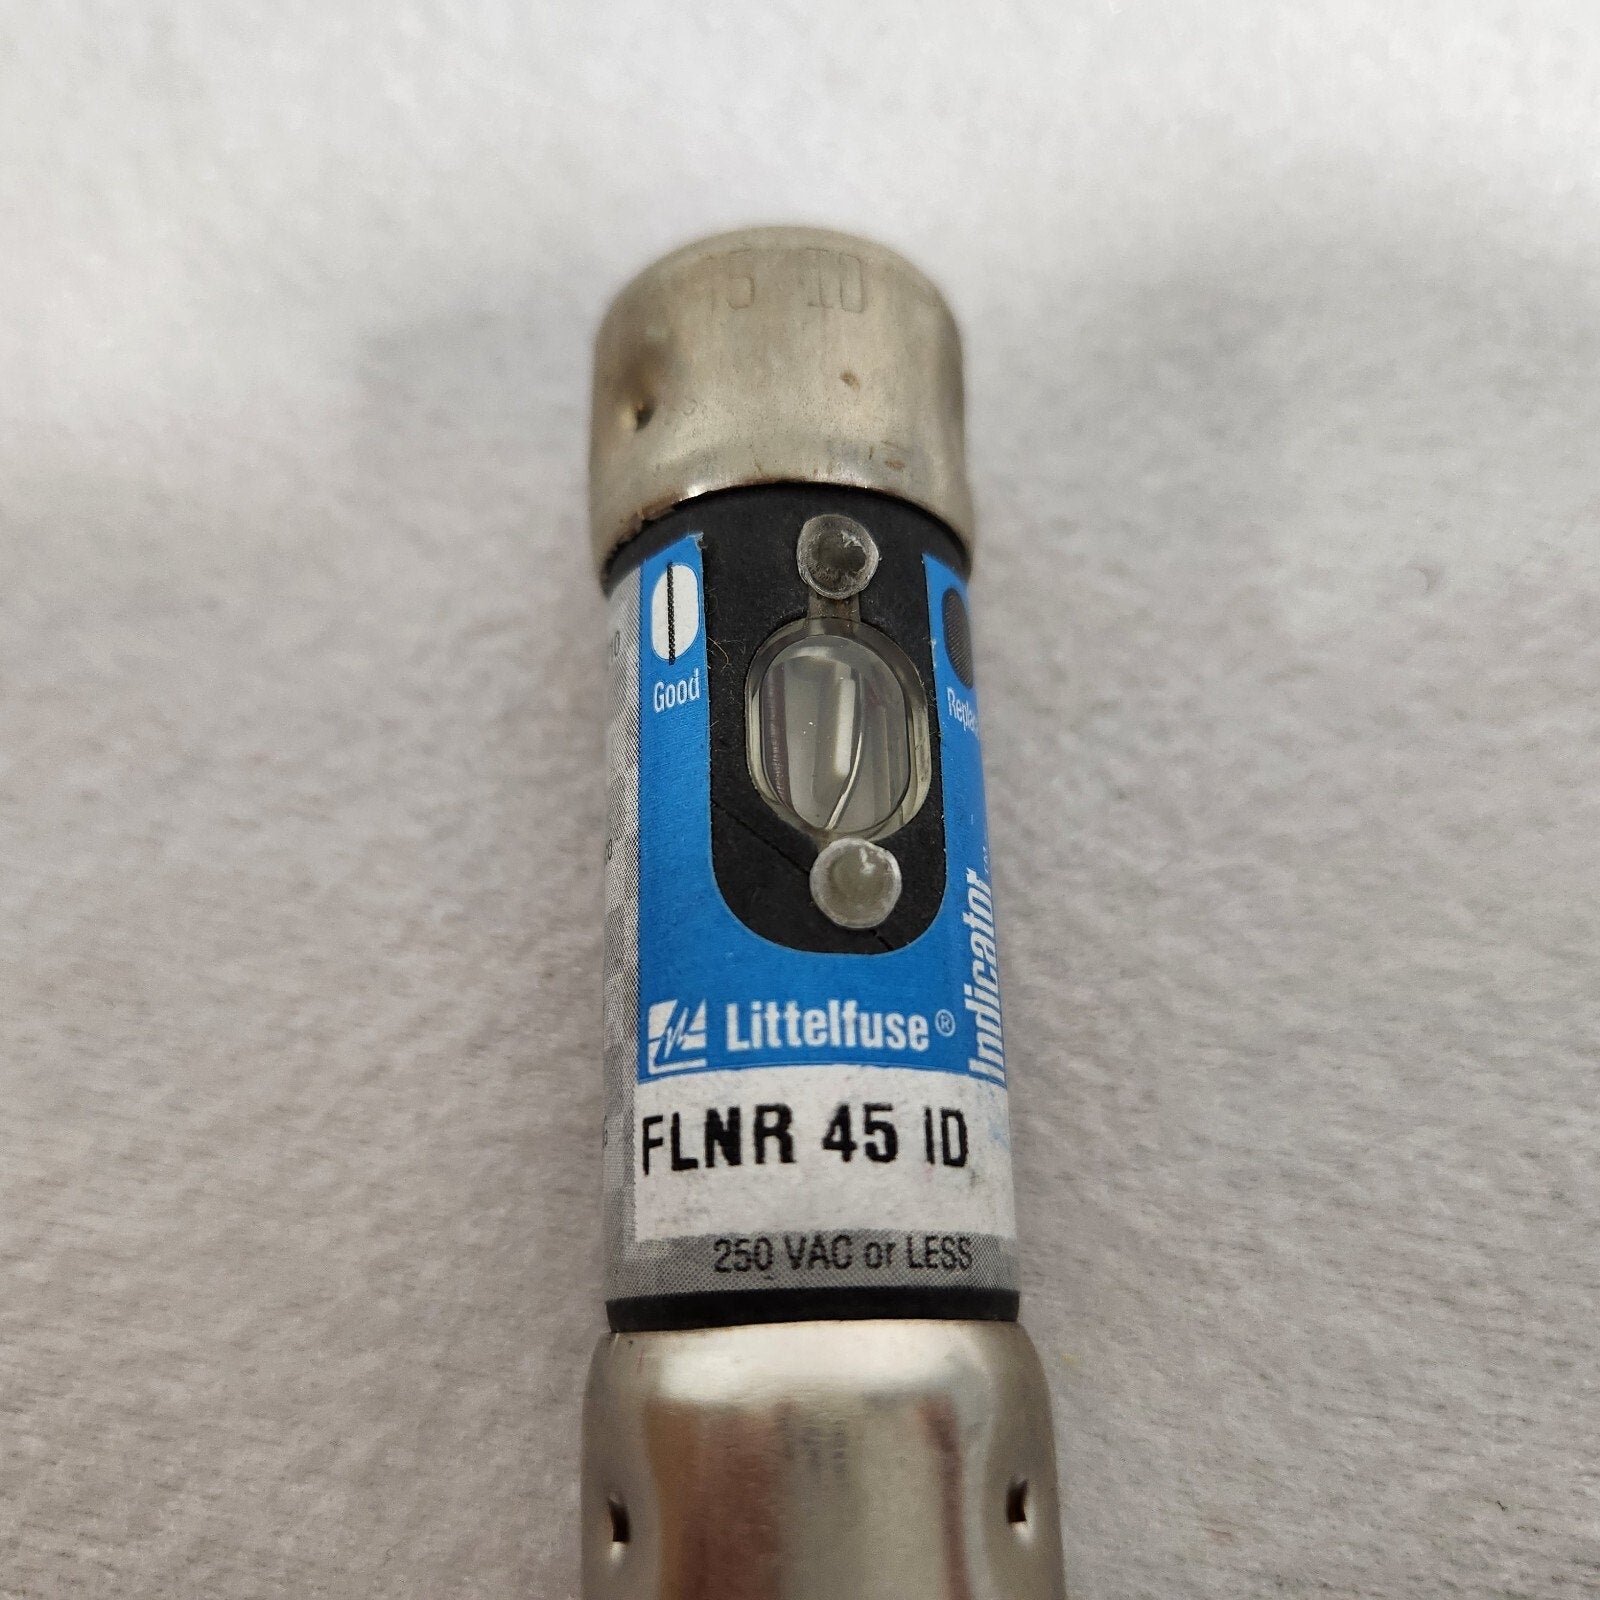 Good
Indicator
Littelfuse®
FLNR 45 ID
250 VAC or LESS